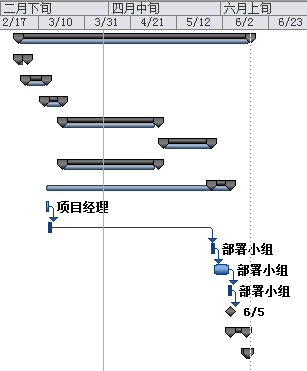 二月下旬 四月中旬 六月上旬
2/17 3/10 3/31 4/21 5/12 6/2 6/23
项目经理
部署小组
部署小组
部署小组
6/5